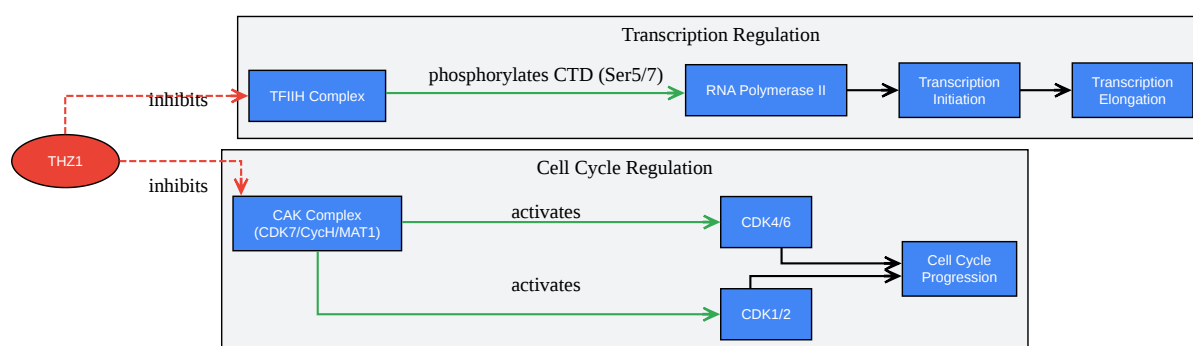 Transcription Regulation
phosphorylates CTD (Ser5/7)
inhibits
TFIIH Complex
RNA Polymerase II
Transcription
Initiation
Transcription
Elongation
THZ1
inhibits
Cell Cycle Regulation
CAK Complex
(CDK7/CycH/MAT1)
activates
CDK4/6
Cell Cycle
Progression
activates
CDK1/2